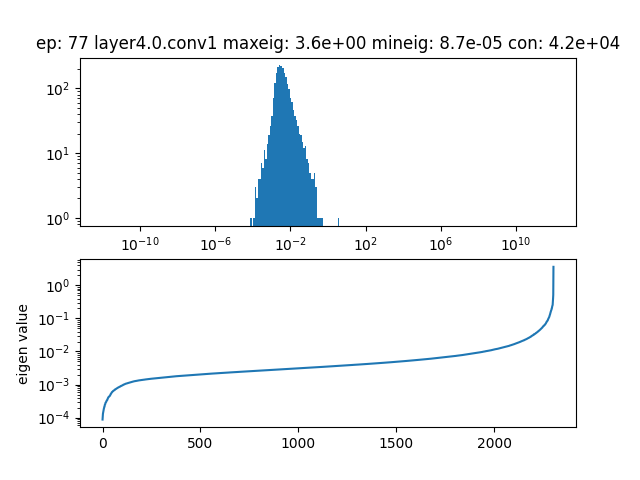 ep: 77 layer4.0.conv1 maxeig: 3.6e+00 mineig: 8.7e-05 con: 4.2e+04
10²
10¹
10⁰
10⁻¹⁰ 10⁻⁶ 10⁻² 10² 10⁶ 10¹⁰
eigen value
10⁰
10⁻¹
10⁻²
10⁻³
10⁻⁴
0 500 1000 1500 2000